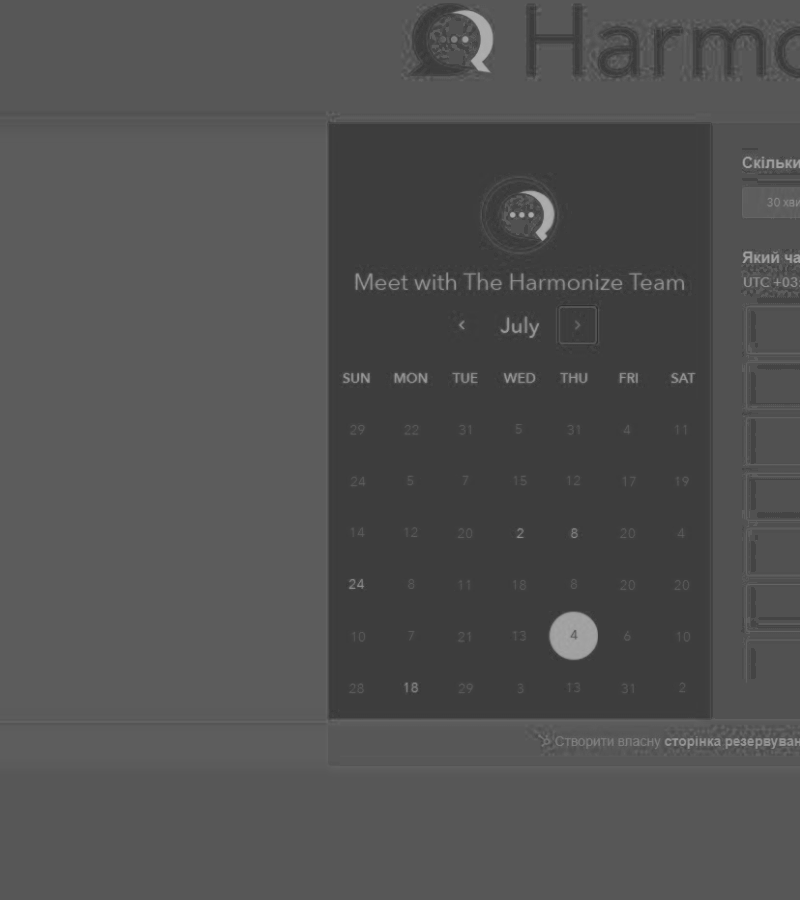 Harmo
Meet with The Harmonize Team
July
SUN MON TUE WED THU FRI SAT
29 22 31 5 31 4 11
24 5 7 15 12 17 19
14 12 20 2 8 20 4
24 8 11 18 8 20 20
10 7 21 13 4 6 10
28 18 29 3 13 31 2
Скільки
30 хви
Який ча
UTC +03:
Створити власну сторінка резервуван